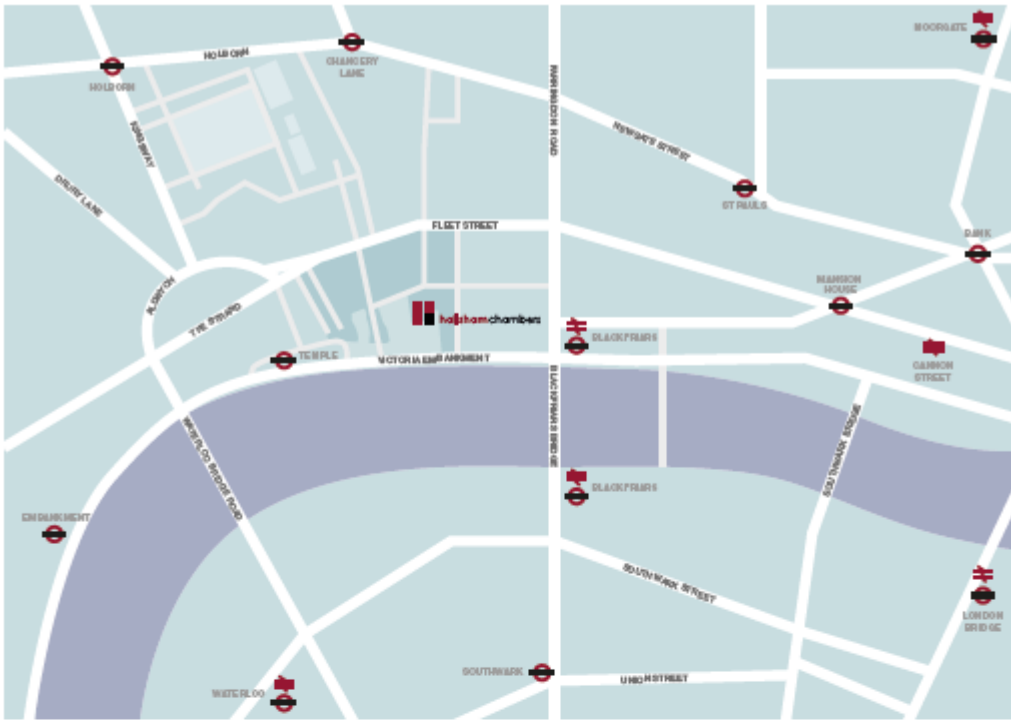 MOORGATE
HOLBORN
CHANCERY
LANE
HOLBORN
KINGSWAY
FARRINGDON ROAD
NEWGATE STREET
DRURY LANE
ST PAULS
FLEET STREET
BANK
ALDWYCH
THE STRAND
MANSION
HOUSE
hailshamchambers
BLACKFRIARS
CANNON
STREET
TEMPLE
VICTORIA EMBANKMENT
BLACKFRIARS BRIDGE
WATERLOO BRIDGE ROAD
SOUTHWARK BRIDGE
BLACKFRIARS
EMBANKMENT
SOUTHWARK STREET
LONDON
BRIDGE
SOUTHWARK
UNION STREET
WATERLOO